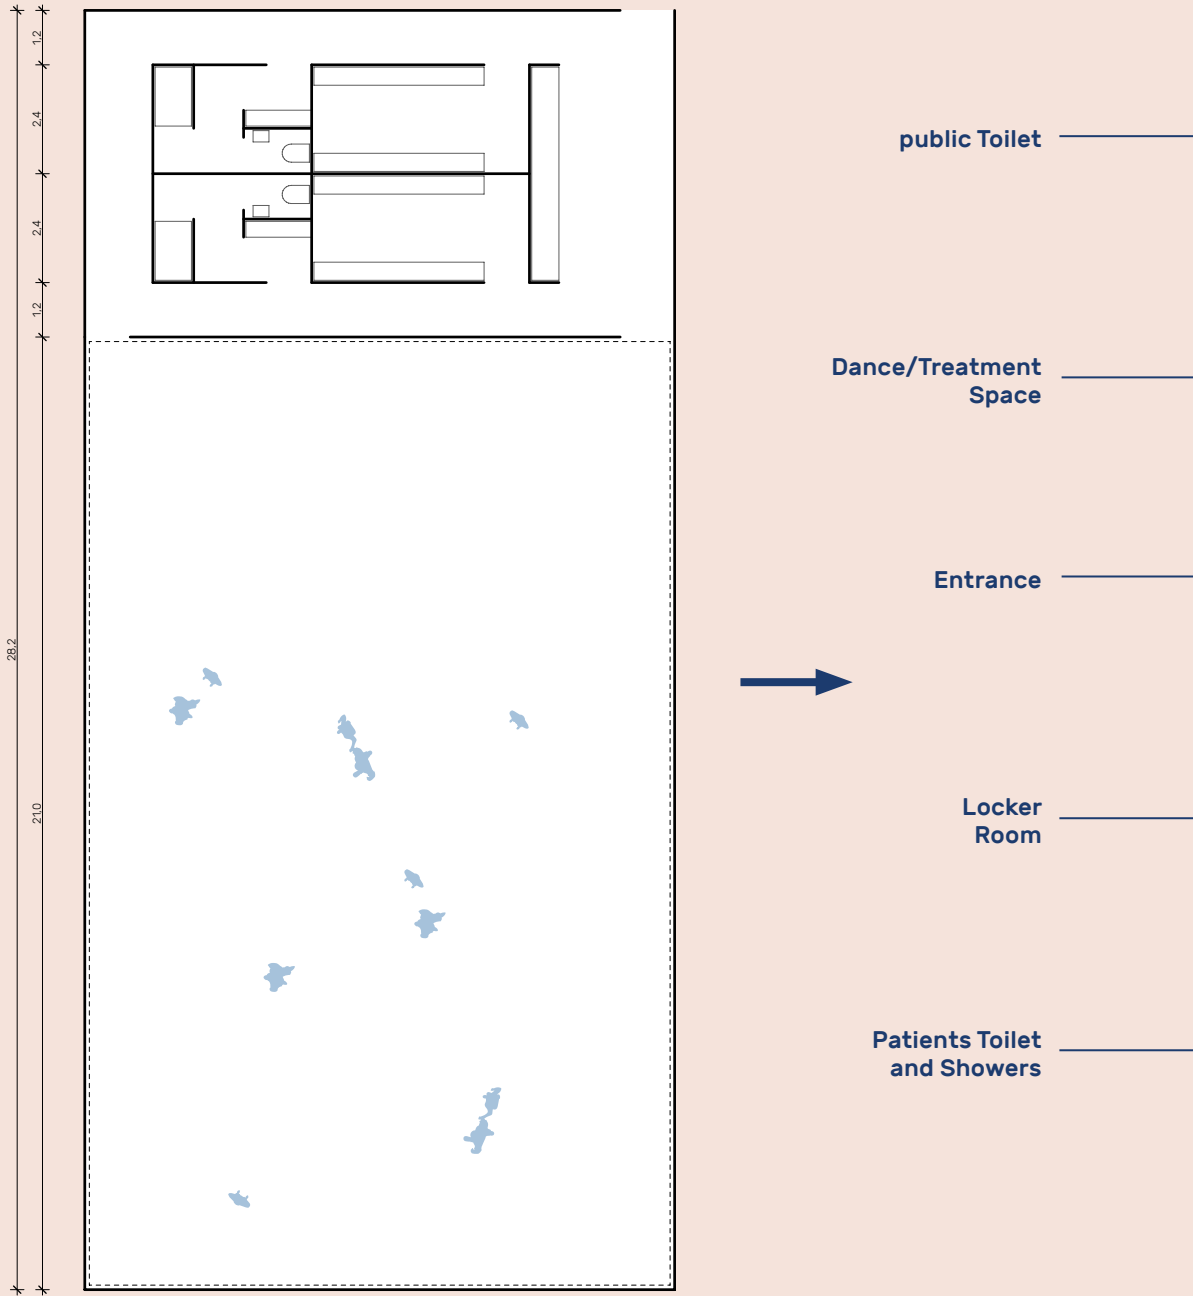 1.2
2.4
2.4
1.2
28.2
21.0
public Toilet
Dance/Treatment
Space
Entrance
Locker
Room
Patients Toilet
and Showers